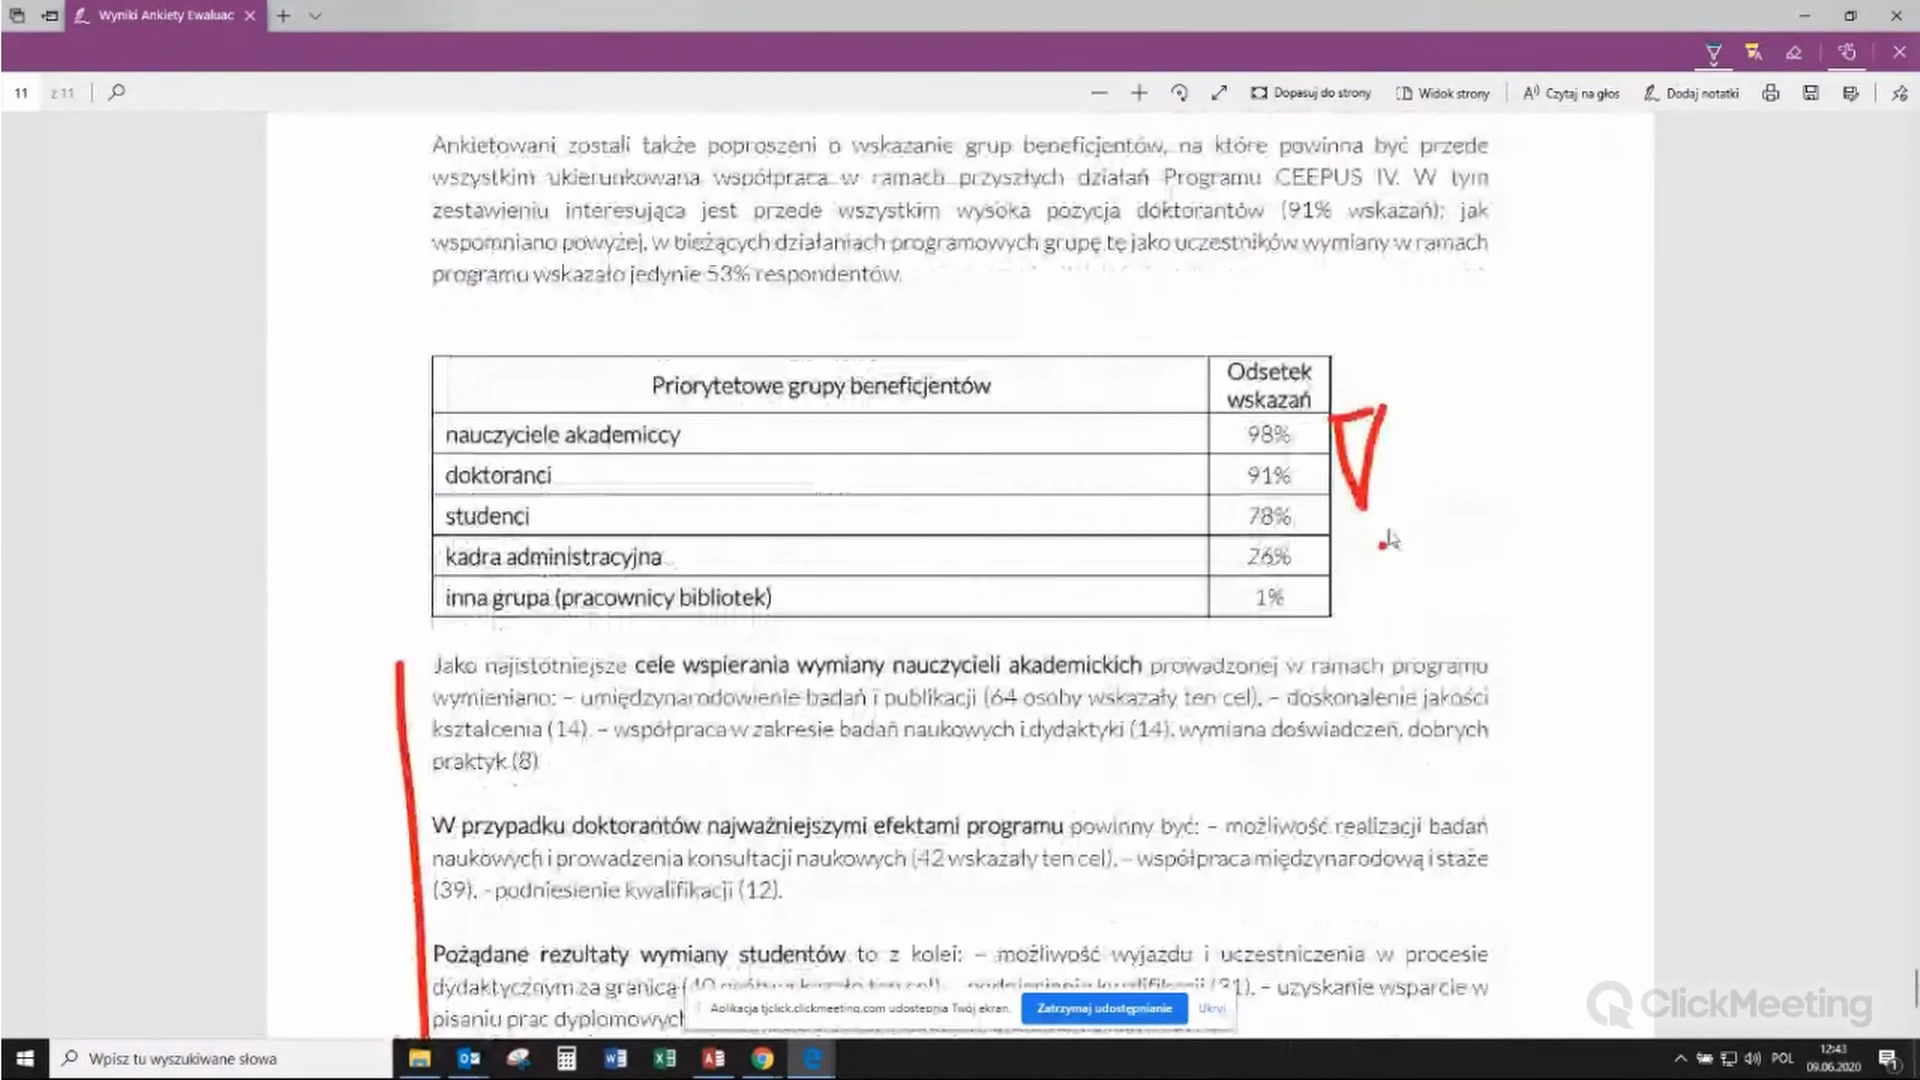 Wyniki Ankiety Ewaluac
11 z 11
Dopasuj do strony
Widok strony
Czytaj na głos
Dodaj notatki
Ankietowani zostali także poproszeni o wskazanie grup beneficjentów, na które powinna być przede
wszystkim ukierunkowana współpraca w ramach przyszłych działań Programu CEEPUS IV. W tym
zestawieniu interesująca jest przede wszystkim wysoka pozycja doktorantów (91% wskazań); jak
wspomniano powyżej, w bieżących działaniach programowych grupę tę jako uczestników wymiany w ramach
programu wskazało jedynie 53% respondentów.
Priorytetowe grupy beneficjentów
Odsetek
wskazań
nauczyciele akademiccy 98%
doktoranci 91%
studenci 78%
kadra administracyjna 26%
inna grupa (pracownicy bibliotek) 1%
Jako najistotniejsze cele wspierania wymiany nauczycieli akademickich prowadzonej w ramach programu
wymieniano: – umiędzynarodowienie badań i publikacji (64 osoby wskazały ten cel), – doskonalenie jakości
kształcenia (14), – współpraca w zakresie badań naukowych i dydaktyki (14), wymiana doświadczeń, dobrych
praktyk (8)
W przypadku doktorantów najważniejszymi efektami programu powinny być: – możliwość realizacji badań
naukowych i prowadzenia konsultacji naukowych (42 wskazały ten cel), – współpraca międzynarodową i staże
(39), - podniesienie kwalifikacji (12).
Pożądane rezultaty wymiany studentów to z kolei: – możliwość wyjazdu i uczestniczenia w procesie
dydaktycznym za granicą – uzyskanie wsparcie w
pisaniu prac dyplomowych
Aplikacja tjclick.clickmeeting.com udostępnia Twój ekran.
Zatrzymaj udostępnianie
Ukryj
ClickMeeting
Wpisz tu wyszukiwane słowa
POL
12:43
09.06.2020